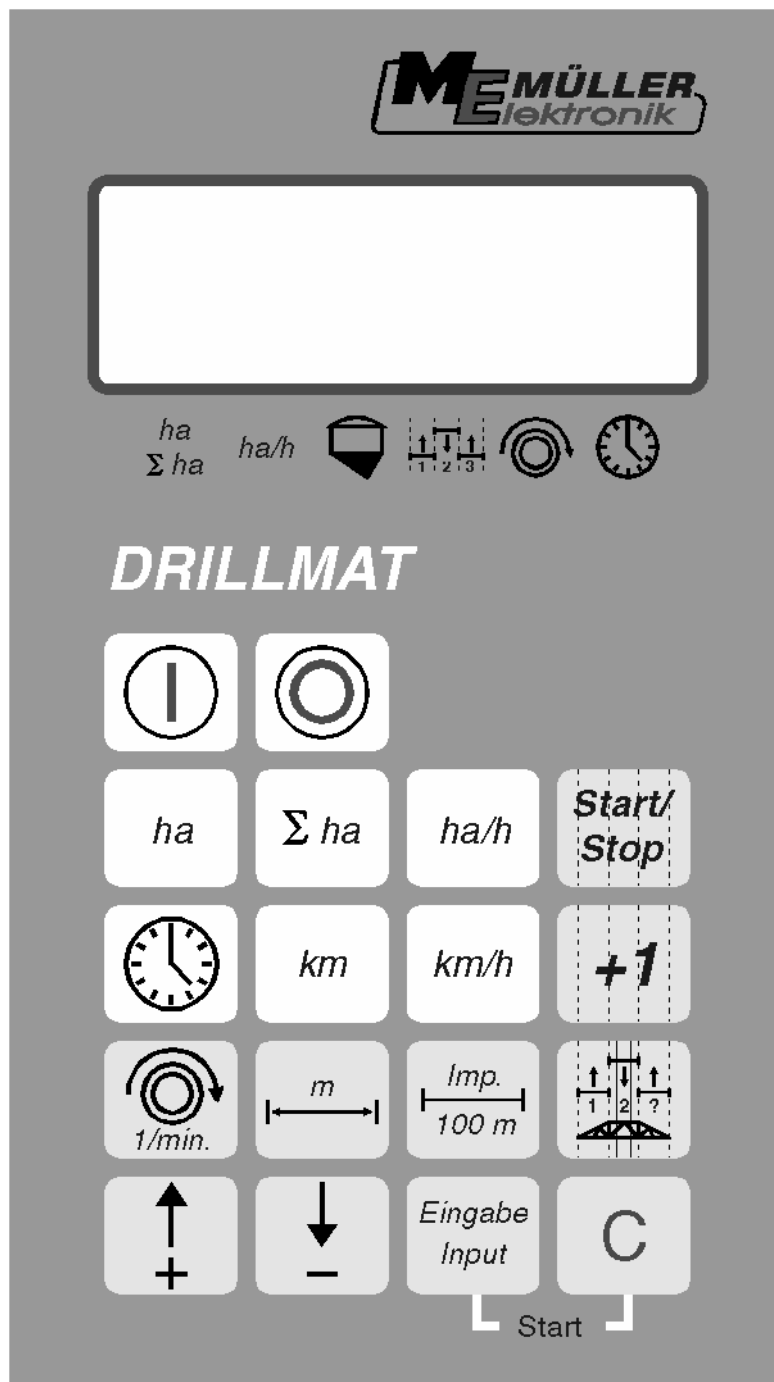 ME MÜLLER
Elektronik
ha
Σ ha
ha/h
1 2 3
DRILLMAT
ha
Σ ha
ha/h
Start/
Stop
km
km/h
+1
1/min.
m
Imp.
100 m
1 2 ?
+
−
Eingabe
Input
C
Start